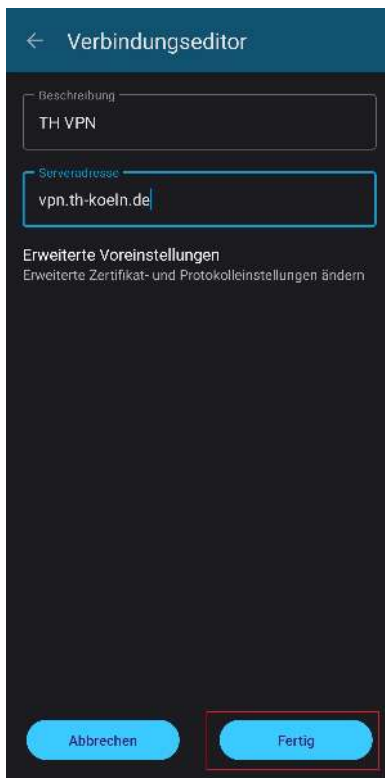 Verbindungseditor
Beschreibung
TH VPN
Serveradresse
vpn.th-koeln.de
Erweiterte Voreinstellungen
Erweiterte Zertifikat- und Protokolleinstellungen ändern
Abbrechen
Fertig